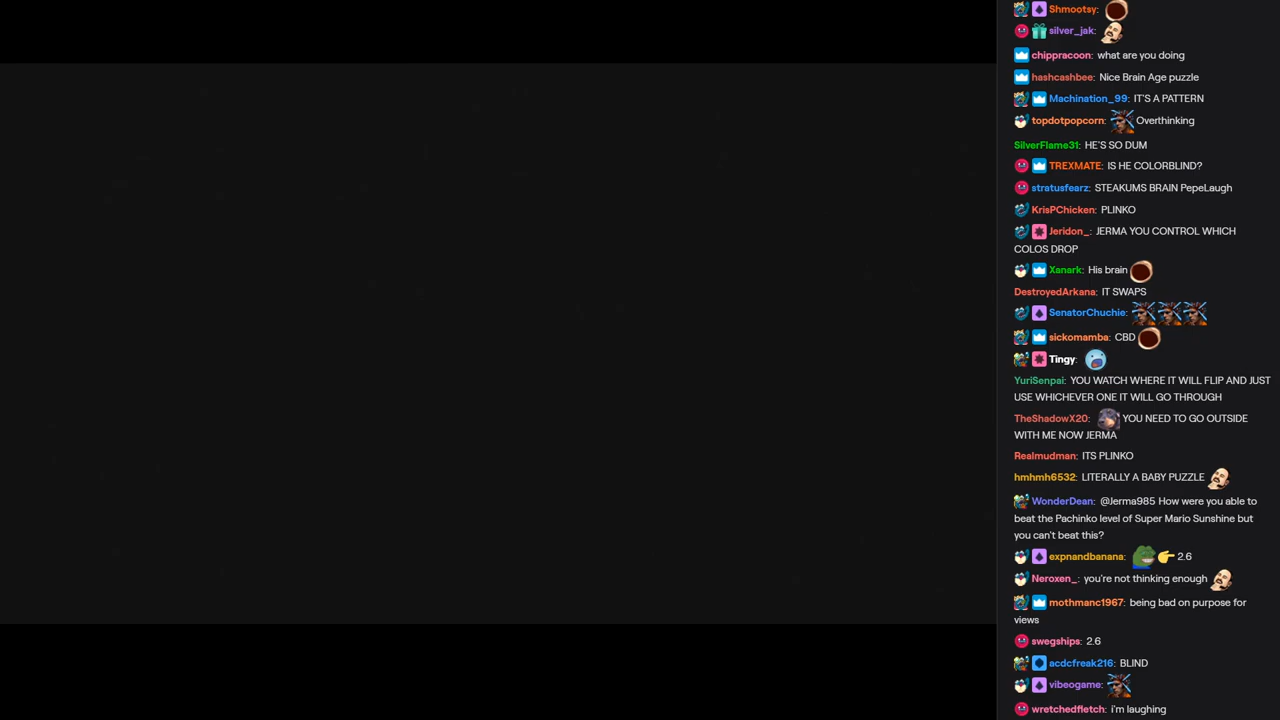 Shmootsy:
silver_jak:
chippracoon: what are you doing
hashcashbee: Nice Brain Age puzzle
Machination_99: IT'S A PATTERN
topdotpopcorn: Overthinking
SilverFlame31: HE'S SO DUM
TREXMATE: IS HE COLORBLIND?
stratusfearz: STEAKUMS BRAIN PepeLaugh
KrisPChicken: PLINKO
Jeridon_: JERMA YOU CONTROL WHICH
COLOS DROP
Xanark: His brain
DestroyedArkana: IT SWAPS
SenatorChuchie:
sickomamba: CBD
Tingy:
YuriSenpai: YOU WATCH WHERE IT WILL FLIP AND JUST
USE WHICHEVER ONE IT WILL GO THROUGH
TheShadowX20: YOU NEED TO GO OUTSIDE
WITH ME NOW JERMA
Realmudman: ITS PLINKO
hmhmh6532: LITERALLY A BABY PUZZLE
WonderDean: @Jerma985 How were you able to
beat the Pachinko level of Super Mario Sunshine but
you can't beat this?
expnandbanana: 2.6
Neroxen_: you're not thinking enough
mothmanc1967: being bad on purpose for
views
swegships: 2.6
acdcfreak216: BLIND
vibeogame:
wretchedfletch: i'm laughing